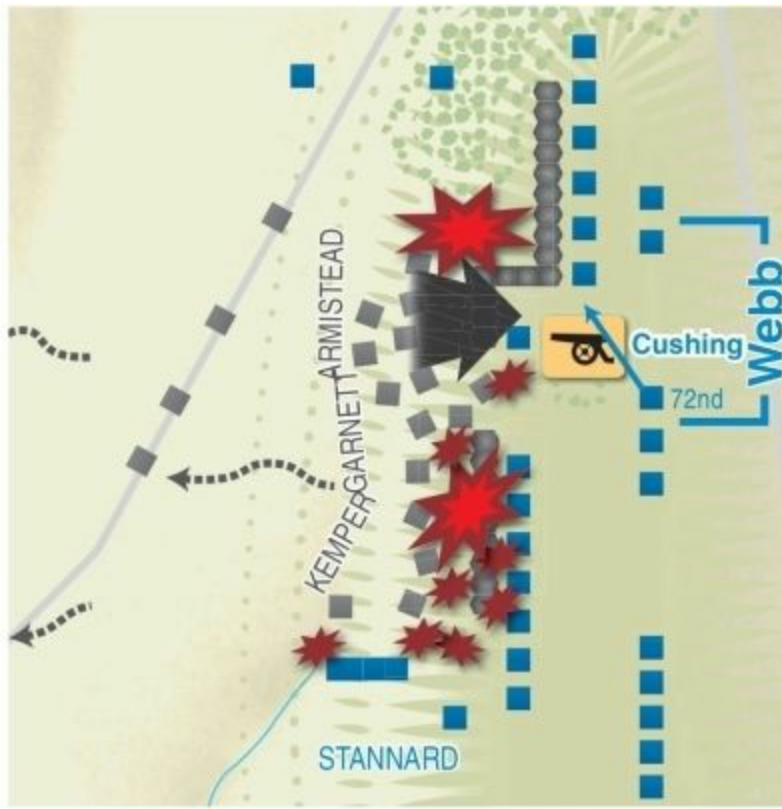 ARMISTEAD
GARNETT
KEMPER
Webb
Cushing
72nd
STANNARD